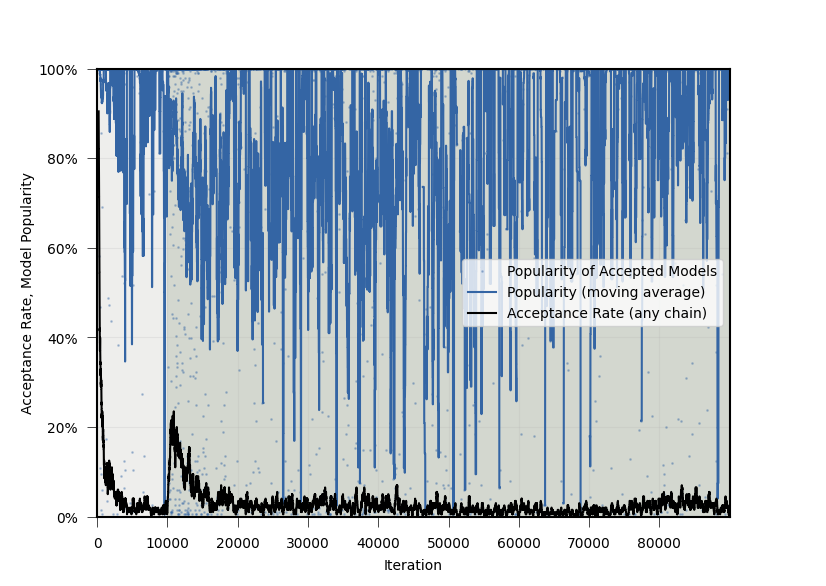 100%
80%
60%
40%
20%
0%
Acceptance Rate, Model Popularity
Popularity of Accepted Models
Popularity (moving average)
Acceptance Rate (any chain)
0 10000 20000 30000 40000 50000 60000 70000 80000
Iteration